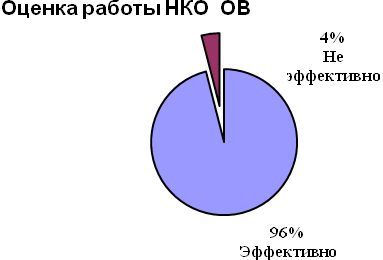 Оценка работы НКО ОВ
4%
Не
эффективно
96%
Эффективно